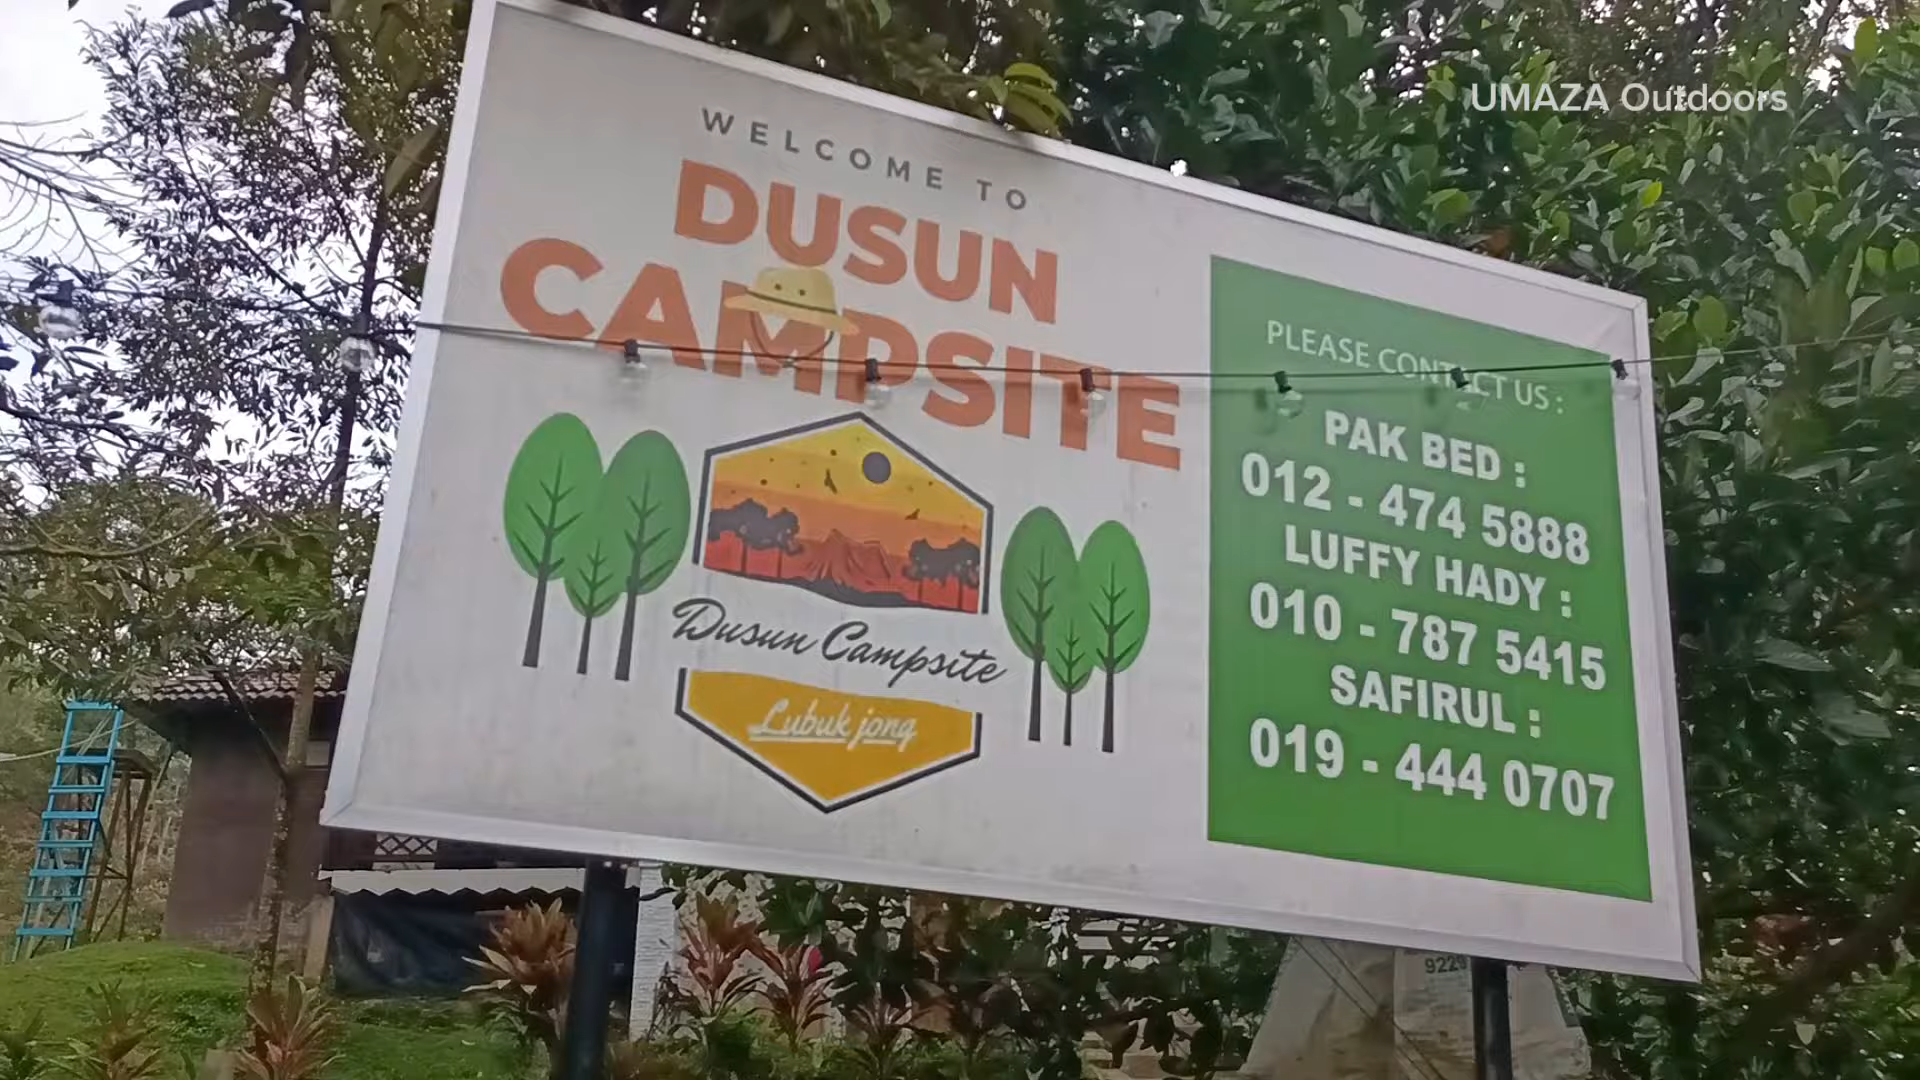 UMAZA Outdoors
WELCOME TO
DUSUN
CAMPSITE
Dusun Campsite
Lubuk jong
PLEASE CONTACT US :
PAK BED :
012 - 474 5888
LUFFY HADY :
010 - 787 5415
SAFIRUL :
019 - 444 0707